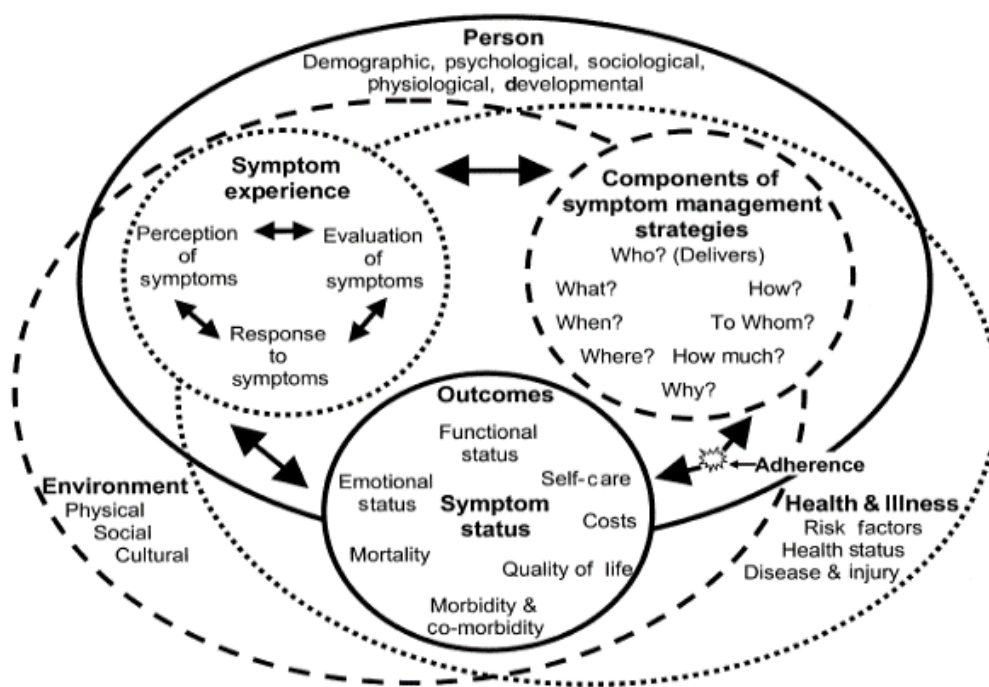 Person
Demographic, psychological, sociological,
physiological, developmental
Symptom
experience
Perception
of
symptoms
Evaluation
of
symptoms
Response
to
symptoms
Components of
symptom management
strategies
Who? (Delivers)
What?
How?
When?
To Whom?
Where?
How much?
Why?
Outcomes
Functional
status
Emotional
status
Self-care
Symptom
status
Costs
Mortality
Quality of life
Morbidity &
co-morbidity
Adherence
Environment
Physical
Social
Cultural
Health & Illness
Risk factors
Health status
Disease & injury